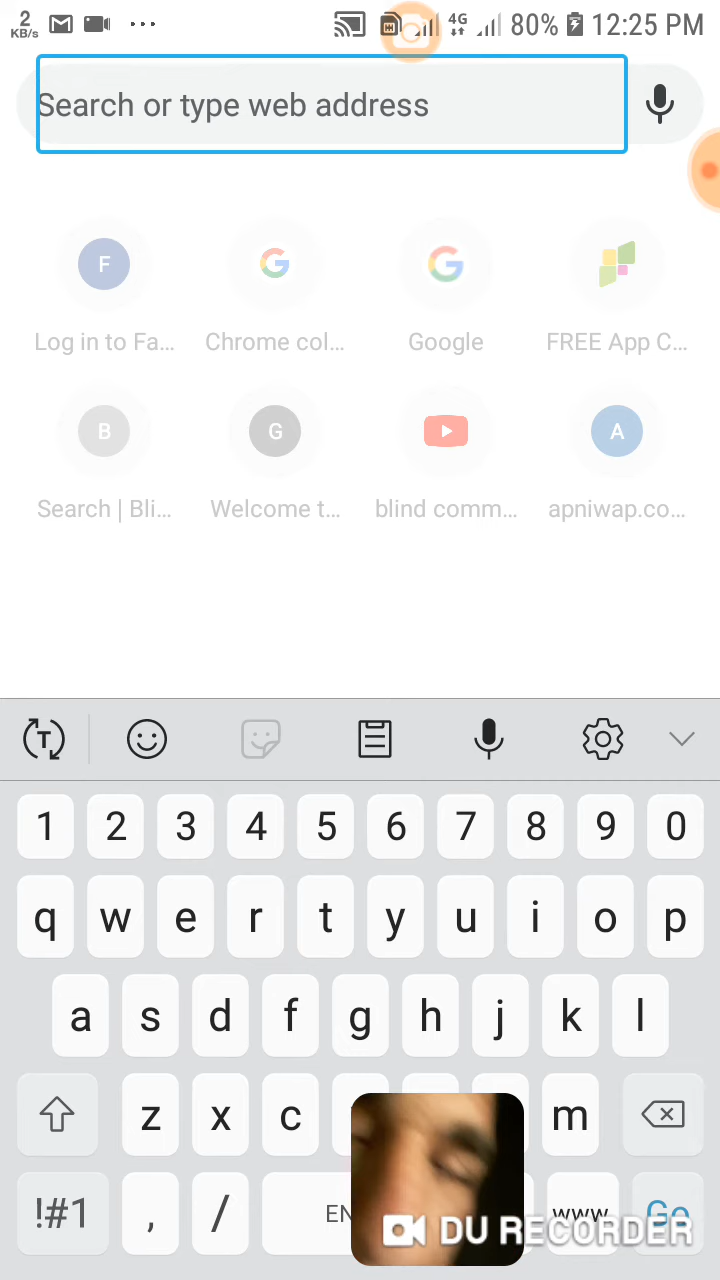 2
KB/s
4G
80%
12:25 PM
Search or type web address
F
Log in to Fa...
Chrome col...
Google
FREE App C...
B
G
A
Search | Bli...
Welcome t...
blind comm...
apniwap.co...
T
1 2 3 4 5 6 7 8 9 0
q w e r t y u i o p
a s d f g h j k l
z x c m
!#1 , / EN www Go
DU RECORDER